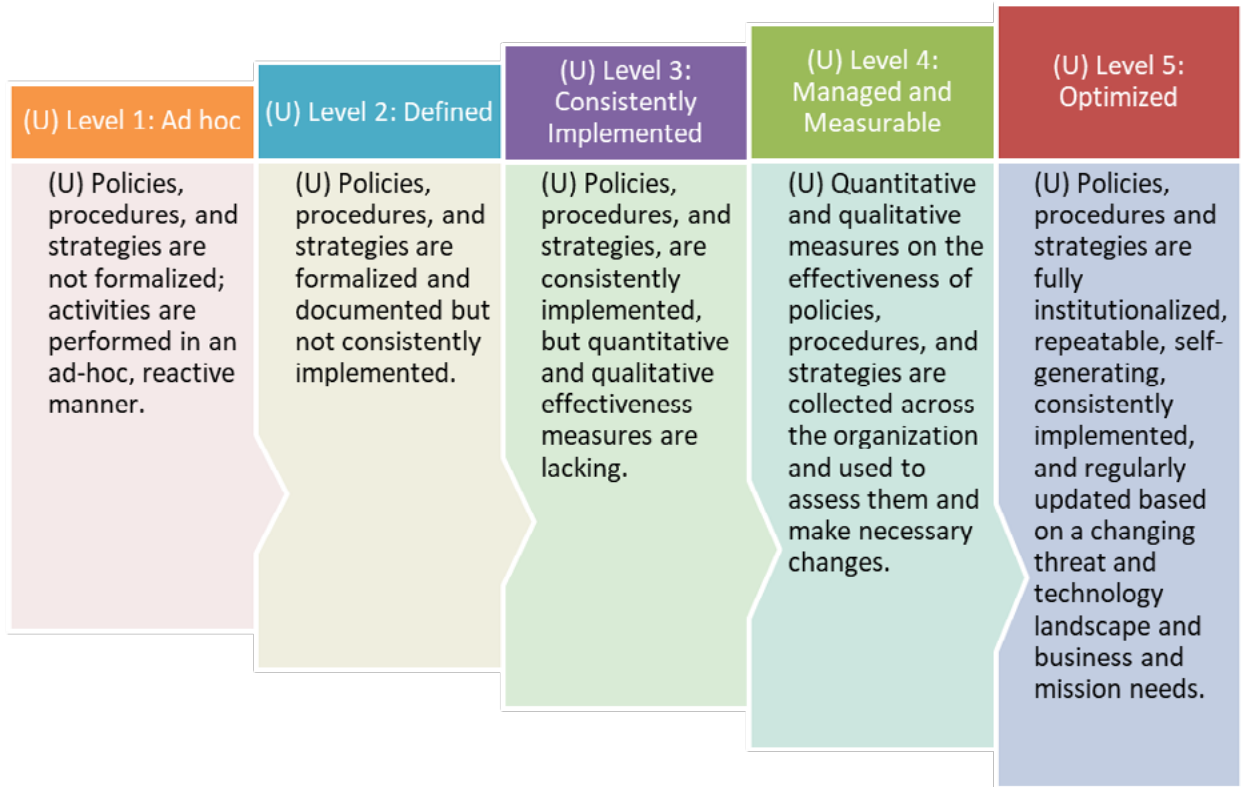 (U) Level 1: Ad hoc
(U) Policies,
procedures, and
strategies are
not formalized;
activities are
performed in an
ad-hoc, reactive
manner.
(U) Level 2: Defined
(U) Policies,
procedures, and
strategies are
formalized and
documented but
not consistently
implemented.
(U) Level 3:
Consistently
Implemented
(U) Policies,
procedures, and
strategies, are
consistently
implemented,
but quantitative
and qualitative
effectiveness
measures are
lacking.
(U) Level 4:
Managed and
Measurable
(U) Quantitative
and qualitative
measures on the
effectiveness of
policies,
procedures, and
strategies are
collected across
the organization
and used to
assess them and
make necessary
changes.
(U) Level 5:
Optimized
(U) Policies,
procedures and
strategies are
fully
institutionalized,
repeatable, self-
generating,
consistently
implemented,
and regularly
updated based
on a changing
threat and
technology
landscape and
business and
mission needs.